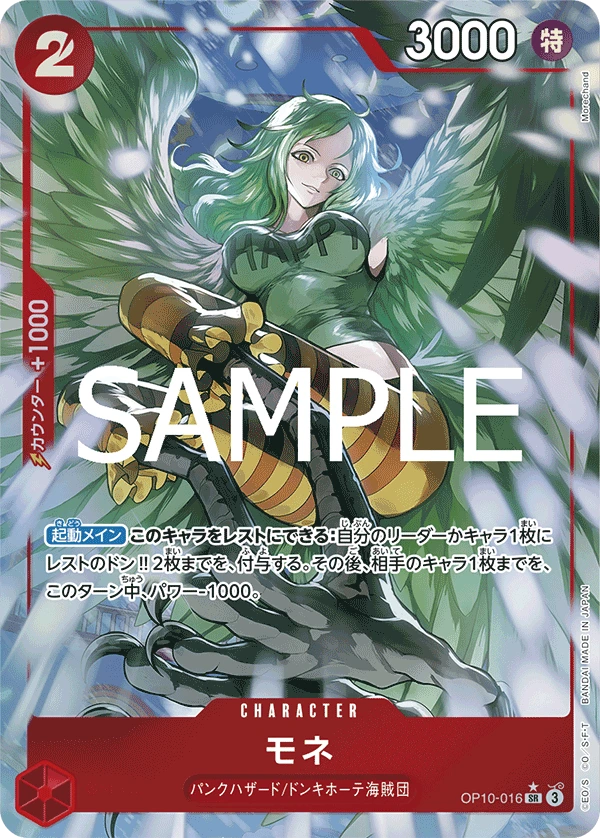 2
3000 特
Morechand
HAPPY
カウンター +1000
SAMPLE
起動メイン このキャラをレストにできる:自分のリーダーかキャラ1枚に
レストのドン!!2枚までを、付与する。その後、相手のキャラ1枚までを、
このターン中、パワー-1000。
©E.O/S ©O/S・F・T BANDAI MADE IN JAPAN
CHARACTER
モネ
パンクハザード/ドンキホーテ海賊団
OP10-016 SR 3